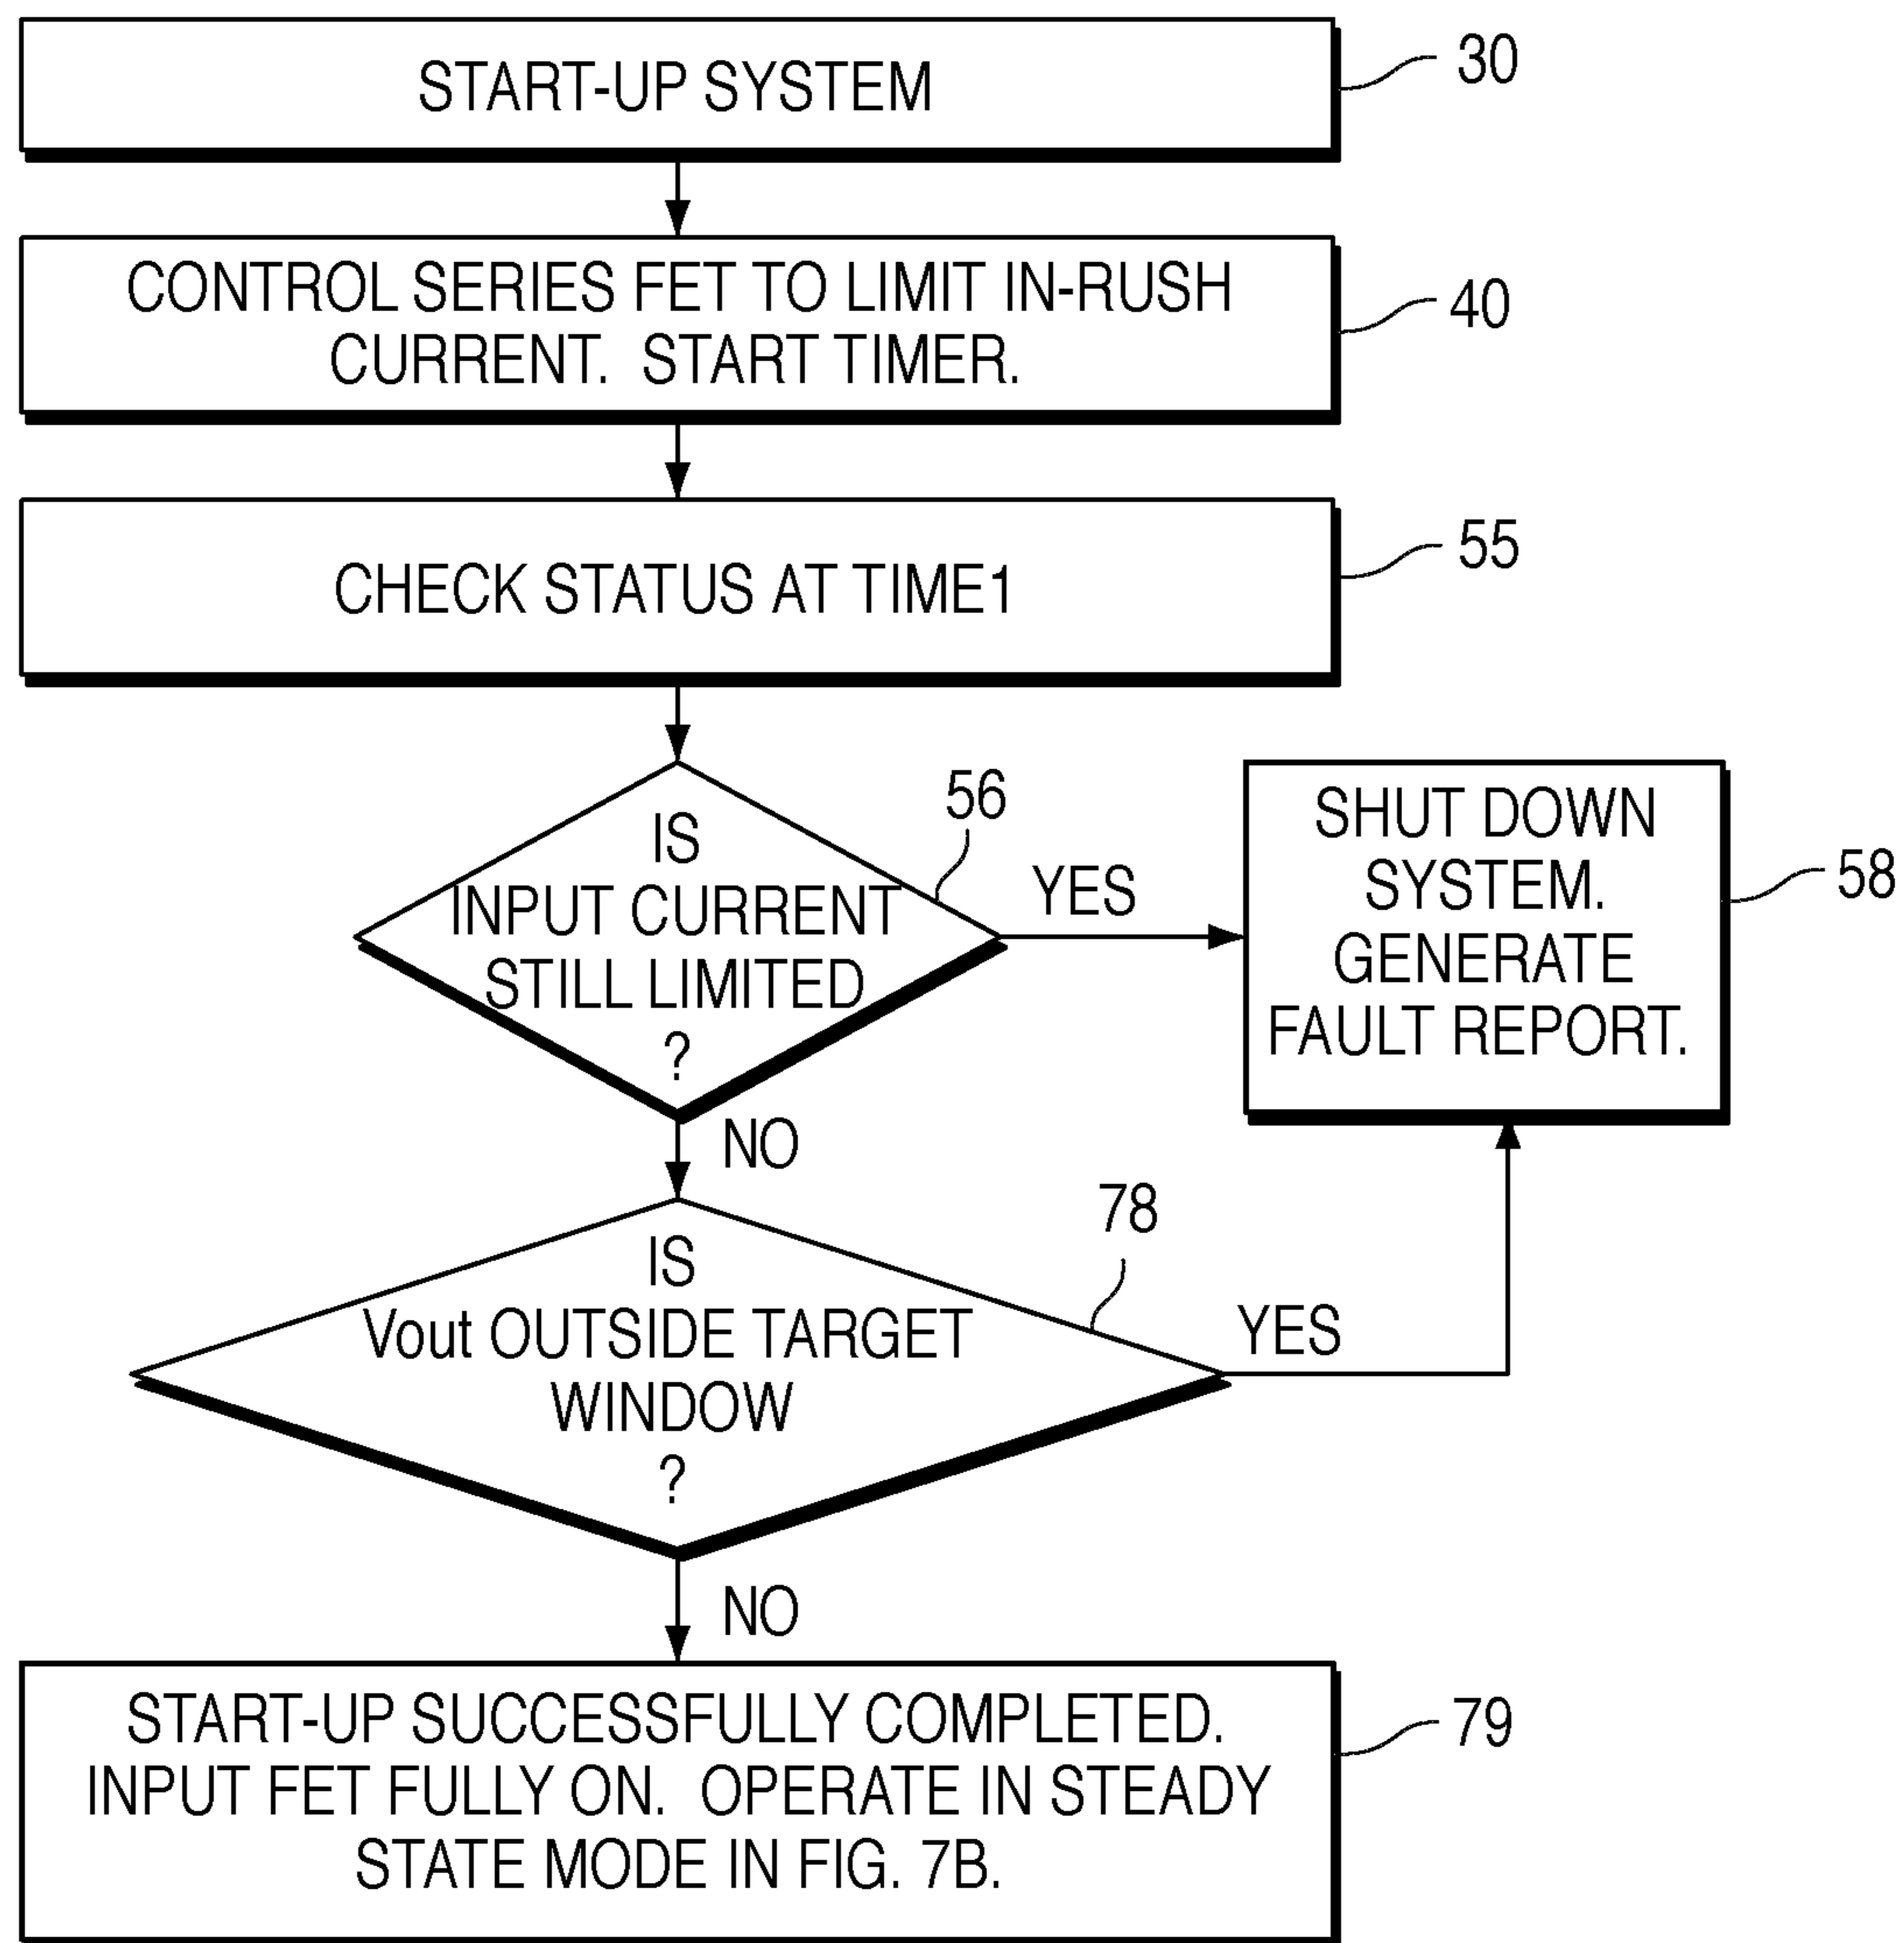 START-UP SYSTEM
30
CONTROL SERIES FET TO LIMIT IN-RUSH
CURRENT. START TIMER.
40
CHECK STATUS AT TIME1
55
IS
INPUT CURRENT
STILL LIMITED
?
56
YES
SHUT DOWN
SYSTEM.
GENERATE
FAULT REPORT.
58
NO
IS
Vout OUTSIDE TARGET
WINDOW
?
78
YES
NO
START-UP SUCCESSFULLY COMPLETED.
INPUT FET FULLY ON. OPERATE IN STEADY
STATE MODE IN FIG. 7B.
79